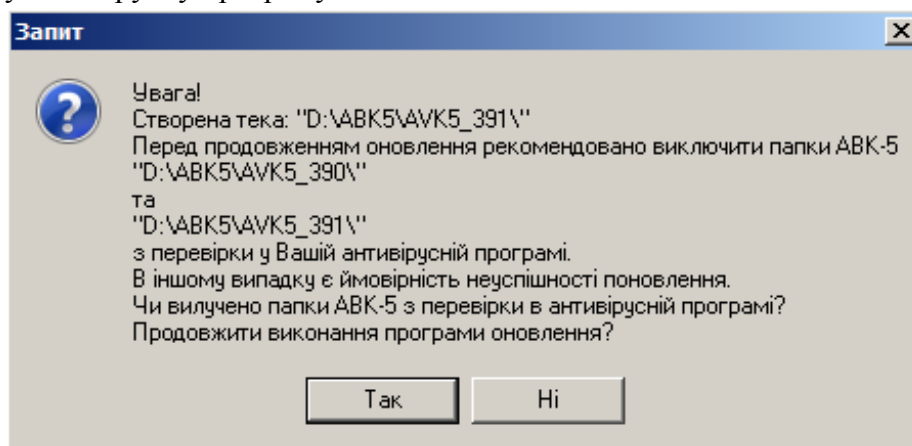 Запит
Увага!
Створена тека: "D:\АВК5\AVK5_391\"
Перед продовженням оновлення рекомендовано виключити папки АВК-5
"D:\АВК5\AVK5_390\"
та
"D:\АВК5\AVK5_391\"
з перевірки у Вашій антивірусній програмі.
В іншому випадку є ймовірність неуспішності поновлення.
Чи вилучено папки АВК-5 з перевірки в антивірусній програмі?
Продовжити виконання програми оновлення?
Так Ні